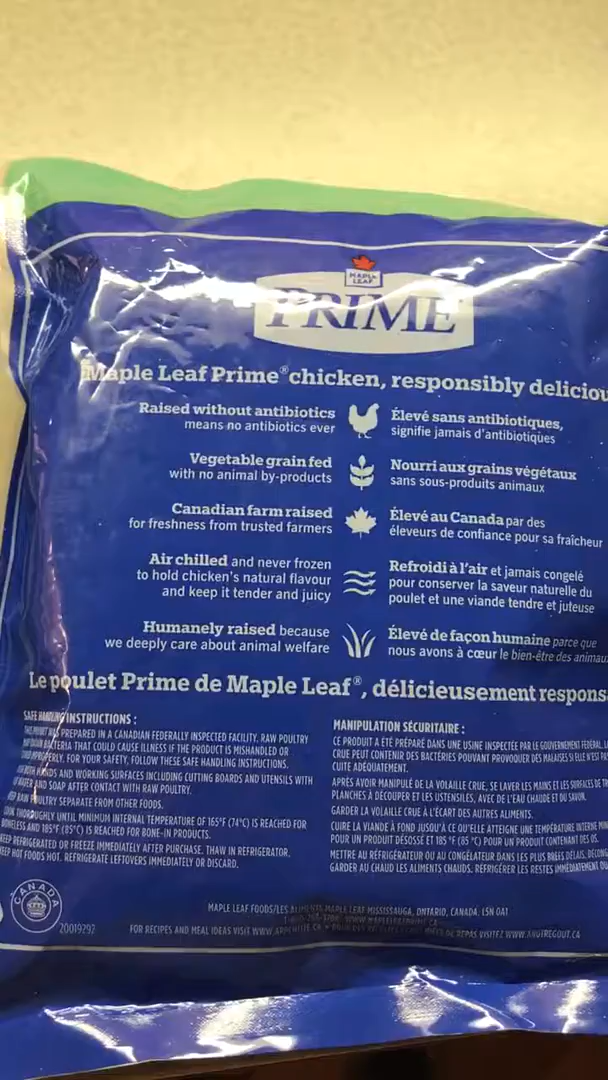 MAPLE
LEAF
PRIME
Maple Leaf Prime® chicken, responsibly deliciou
Raised without antibiotics
means no antibiotics ever
Élevé sans antibiotiques,
signifie jamais d'antibiotiques
Vegetable grain fed
with no animal by-products
Nourri aux grains végétaux
sans sous-produits animaux
Canadian farm raised
for freshness from trusted farmers
Élevé au Canada par des
éleveurs de confiance pour sa fraîcheur
Air chilled and never frozen
to hold chicken's natural flavour
and keep it tender and juicy
Refroidi à l'air et jamais congelé
pour conserver la saveur naturelle du
poulet et une viande tendre et juteuse
Humanely raised because
we deeply care about animal welfare
Élevé de façon humaine parce que
nous avons à cœur le bien-être des animau
Le poulet Prime de Maple Leaf®, délicieusement respons
SAFE HANDLING INSTRUCTIONS :
PREPARED IN A CANADIAN FEDERALLY INSPECTED FACILITY. RAW POULTRY
BACTERIA THAT COULD CAUSE ILLNESS IF THE PRODUCT IS MISHANDLED OR
IMPROPERLY. FOR YOUR SAFETY, FOLLOW THESE SAFE HANDLING INSTRUCTIONS.
HANDS AND WORKING SURFACES INCLUDING CUTTING BOARDS AND UTENSILS WITH
WATER AND SOAP AFTER CONTACT WITH RAW POULTRY.
RAW POULTRY SEPARATE FROM OTHER FOODS.
THOROUGHLY UNTIL MINIMUM INTERNAL TEMPERATURE OF 165°F (74°C) IS REACHED FOR
BONELESS AND 185°F (85°C) IS REACHED FOR BONE-IN PRODUCTS.
KEEP REFRIGERATED OR FREEZE IMMEDIATELY AFTER PURCHASE. THAW IN REFRIGERATOR.
KEEP HOT FOODS HOT. REFRIGERATE LEFTOVERS IMMEDIATELY OR DISCARD.
MANIPULATION SÉCURITAIRE :
CE PRODUIT A ÉTÉ PRÉPARÉ DANS UNE USINE INSPECTÉE PAR LE GOUVERNEMENT FÉDÉRAL. LA
CRUE PEUT CONTENIR DES BACTÉRIES POUVANT PROVOQUER DES MALAISES SI ELLE N'EST PAS
CUITE ADÉQUATEMENT.
APRÈS AVOIR MANIPULÉ DE LA VOLAILLE CRUE, SE LAVER LES MAINS ET LES SURFACES DE
PLANCHES À DÉCOUPER ET LES USTENSILES, AVEC DE L'EAU CHAUDE ET DU SAVON.
GARDER LA VOLAILLE CRUE À L'ÉCART DES AUTRES ALIMENTS.
CUIRE LA VIANDE À FOND JUSQU'À CE QU'ELLE ATTEIGNE UNE TEMPÉRATURE INTERNE
POUR UN PRODUIT DÉSOSSÉ ET 185 °F (85 °C) POUR UN PRODUIT CONTENANT DES OS.
METTRE AU RÉFRIGÉRATEUR OU AU CONGÉLATEUR DANS LES PLUS BREFS DÉLAIS.
GARDER AU CHAUD LES ALIMENTS CHAUDS. RÉFRIGÉRER LES RESTES IMMÉDIATEMENT OU
CANADA
20019297
MAPLE LEAF FOODS/LES ALIMENTS MAPLE LEAF MISSISSAUGA, ONTARIO, CANADA, L5N 0A1
FOR RECIPES AND MEAL IDEAS VISIT
REPAS VISITEZ